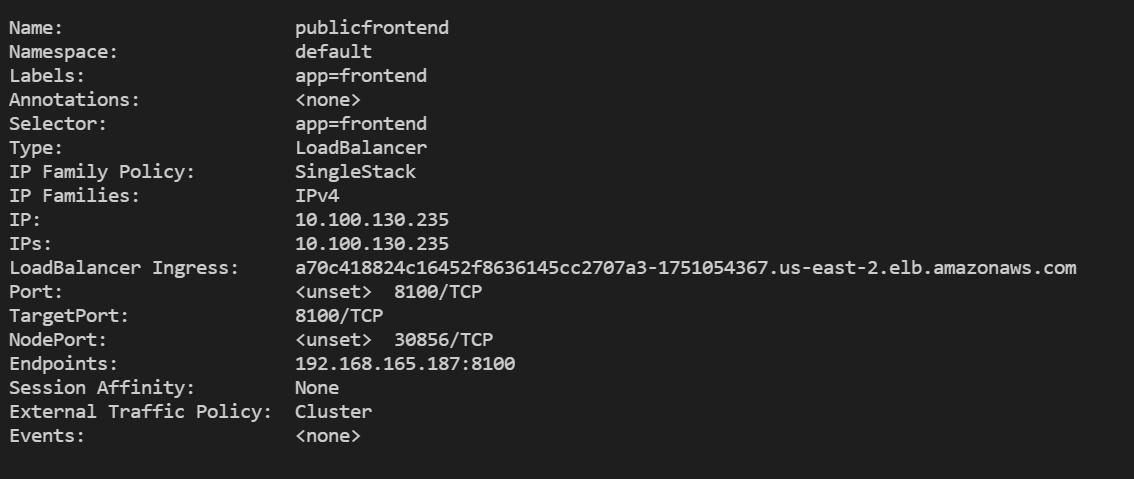 Name:                     publicfrontend
Namespace:                default
Labels:                   app=frontend
Annotations:              <none>
Selector:                 app=frontend
Type:                     LoadBalancer
IP Family Policy:         SingleStack
IP Families:              IPv4
IP:                       10.100.130.235
IPs:                      10.100.130.235
LoadBalancer Ingress:     a70c418824c16452f8636145cc2707a3-1751054367.us-east-2.elb.amazonaws.com
Port:                     <unset>  8100/TCP
TargetPort:               8100/TCP
NodePort:                 <unset>  30856/TCP
Endpoints:                192.168.165.187:8100
Session Affinity:         None
External Traffic Policy:  Cluster
Events:                   <none>